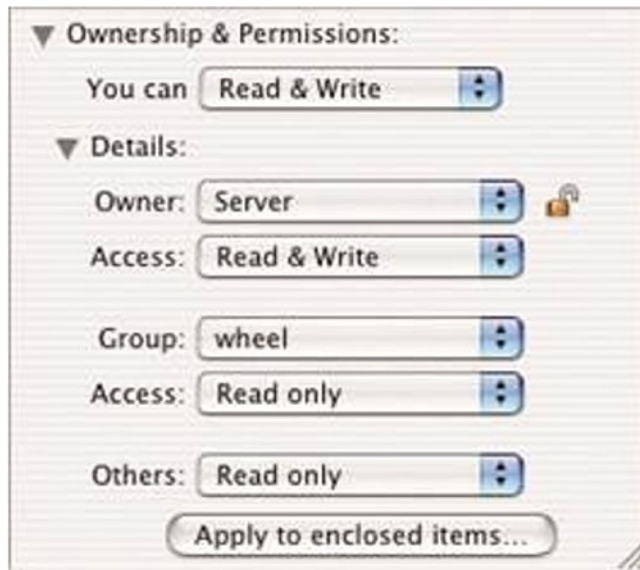 Ownership & Permissions:
You can Read & Write
Details:
Owner: Server
Access: Read & Write
Group: wheel
Access: Read only
Others: Read only
Apply to enclosed items...